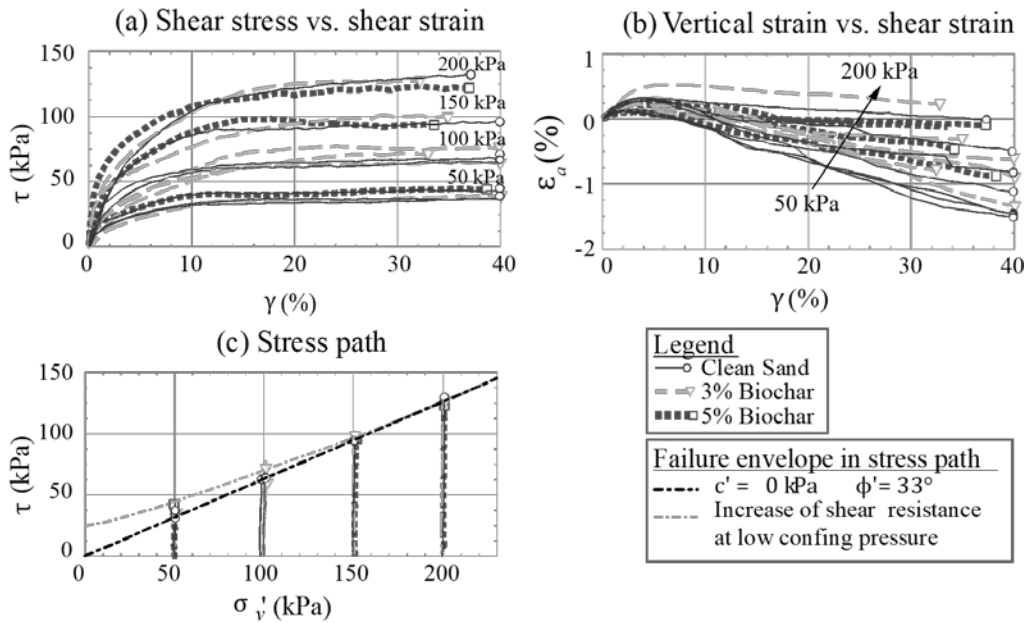 (a) Shear stress vs. shear strain
150
100
50
0
τ (kPa)
200 kPa
150 kPa
100 kPa
50 kPa
0
10
20
30
40
γ (%)
(b) Vertical strain vs. shear strain
1
0
-1
-2
ε a (%)
200 kPa
50 kPa
0
10
20
30
40
γ (%)
(c) Stress path
150
100
50
0
τ (kPa)
0
50
100
150
200
σ v' (kPa)
Legend
Clean Sand
3% Biochar
5% Biochar
Failure envelope in stress path
c' = 0 kPa ϕ' = 33°
Increase of shear resistance
at low confing pressure